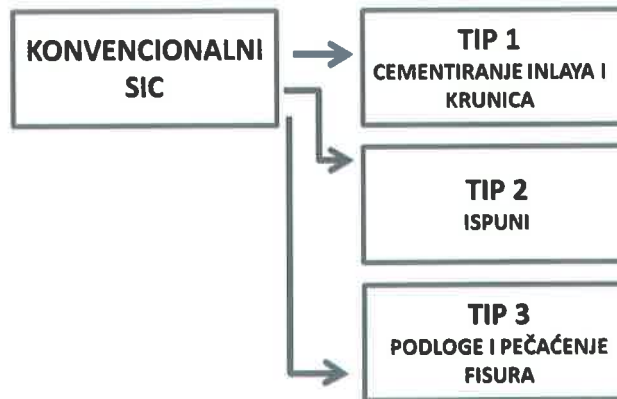 KONVENCIONALNI
SIC
TIP 1
CEMENTIRANJE INLAYA I
KRUNICA
TIP 2
ISPUNI
TIP 3
PODLOGE I PEČAĆENJE
FISURA